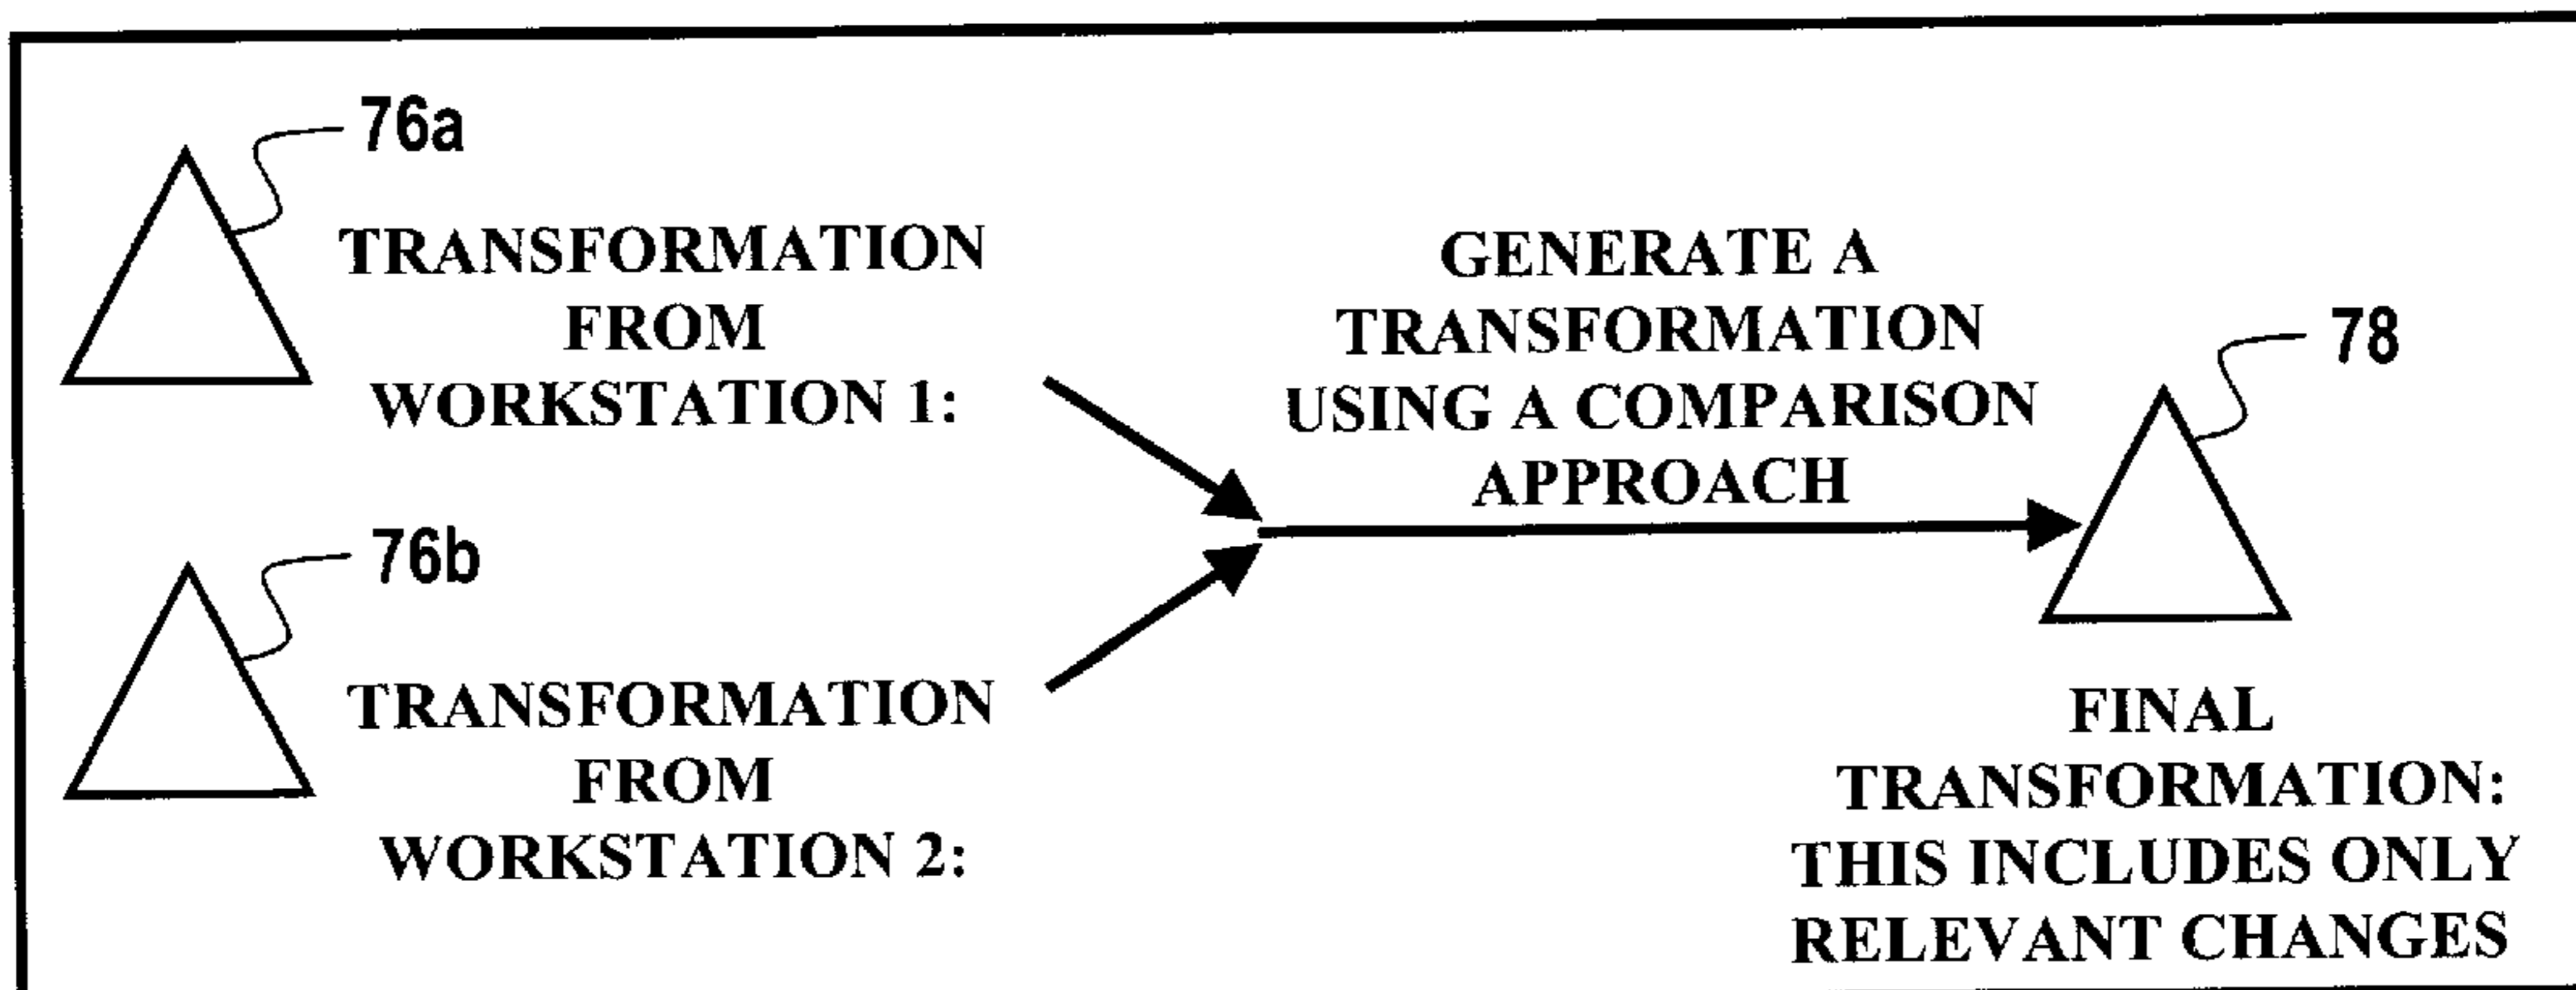 76a
TRANSFORMATION
FROM
WORKSTATION 1:
76b
TRANSFORMATION
FROM
WORKSTATION 2:
GENERATE A
TRANSFORMATION
USING A COMPARISON
APPROACH
78
FINAL
TRANSFORMATION:
THIS INCLUDES ONLY
RELEVANT CHANGES